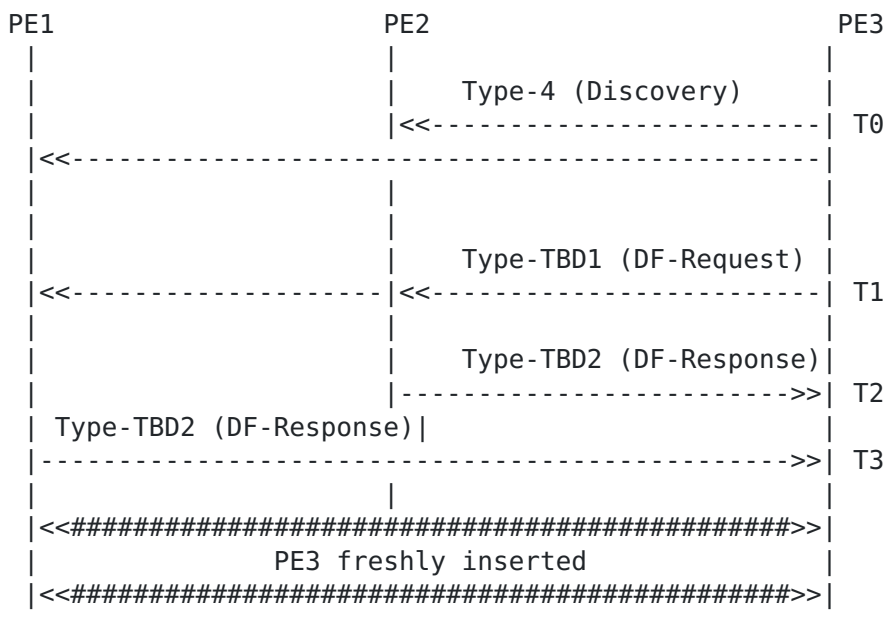 PE1 PE2 PE3
Type-4 (Discovery)
T0
Type-TBD1 (DF-Request)
T1
Type-TBD2 (DF-Response)
T2
Type-TBD2 (DF-Response)
T3
PE3 freshly inserted